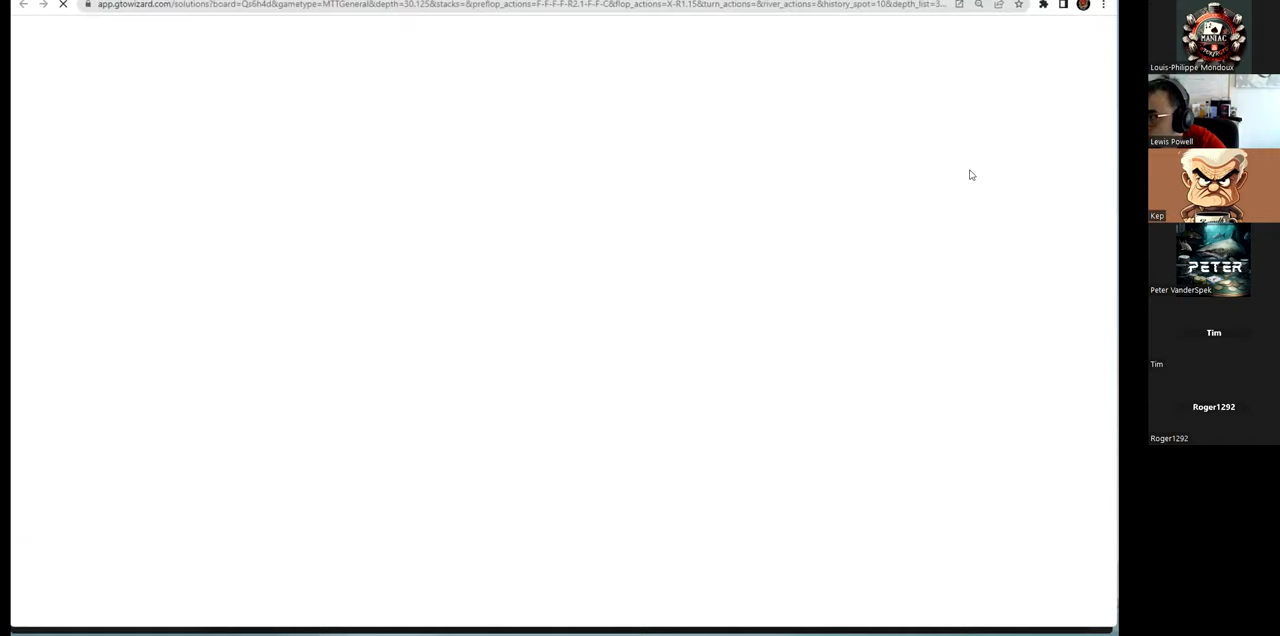 app.gtowizard.com/solutions?board=Qs6h4d&gametype=MTTGeneral&depth=30.125&stacks=&preflop_actions=F-F-F-F-R2.1-F-F-C&flop_actions=X-R1.15&turn_actions=&river_actions=&history_spot=10&depth_list=3...
MANIAC
Louis-Philippe Mondoux
Lewis Powell
Kep
PETER
Peter VanderSpek
Tim
Tim
Roger1292
Roger1292